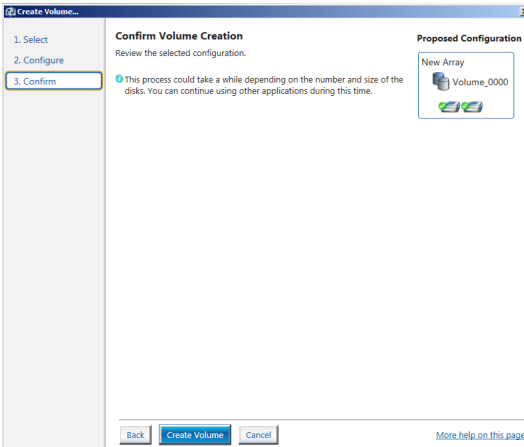 Create Volume...
1. Select
2. Configure
3. Confirm
Confirm Volume Creation
Review the selected configuration.
This process could take a while depending on the number and size of the
disks. You can continue using other applications during this time.
Proposed Configuration
New Array
Volume_0000
Back
Create Volume
Cancel
More help on this page